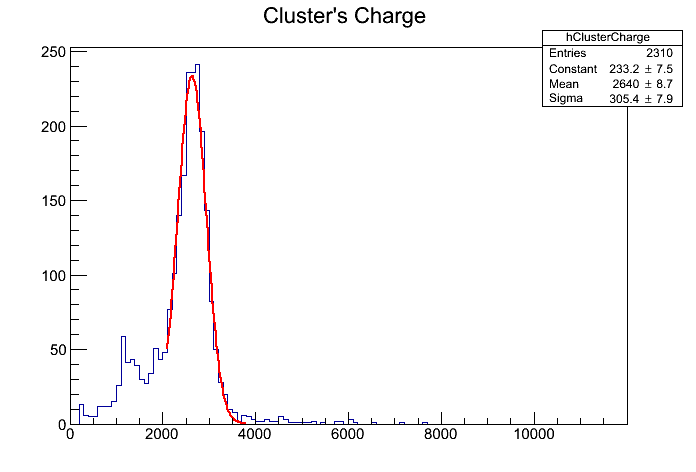 Cluster's Charge
hClusterCharge
Entries 2310
Constant 233.2 ± 7.5
Mean 2640 ± 8.7
Sigma 305.4 ± 7.9
250
200
150
100
50
0
0 2000 4000 6000 8000 10000